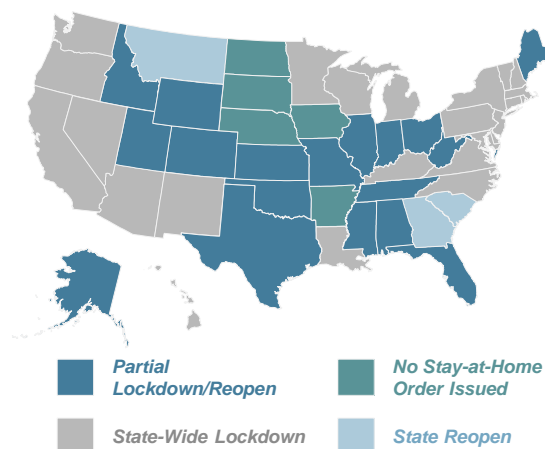 Partial
Lockdown/Reopen
No Stay-at-Home
Order Issued
State-Wide Lockdown
State Reopen